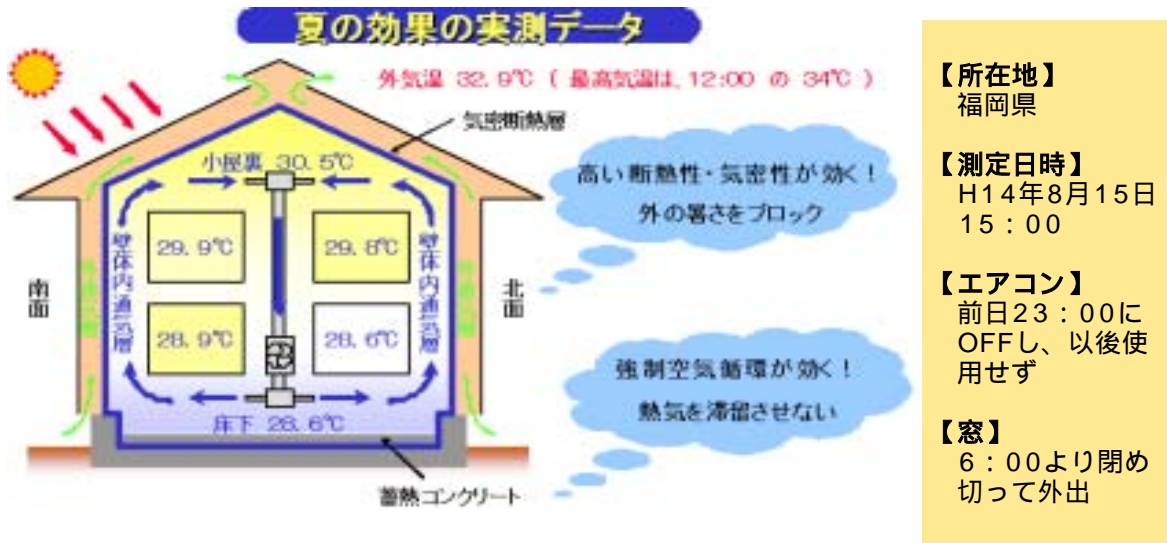 夏の効果の実測データ
外気温 32.9℃ ( 最高気温は、12:00 の 34℃ )
気密断熱層
小屋裏 30.5℃
高い断熱性・気密性が効く!
外の暑さをブロック
29.9℃
29.8℃
壁体内通気層
壁体内通気層
南面
北面
28.9℃
28.6℃
強制空気循環が効く!
熱気を滞留させない
床下 28.6℃
蓄熱コンクリート
【所在地】
福岡県
【測定日時】
H14年8月15日
15:00
【エアコン】
前日23:00に
OFFし、以後使
用せず
【窓】
6:00より閉め
切って外出